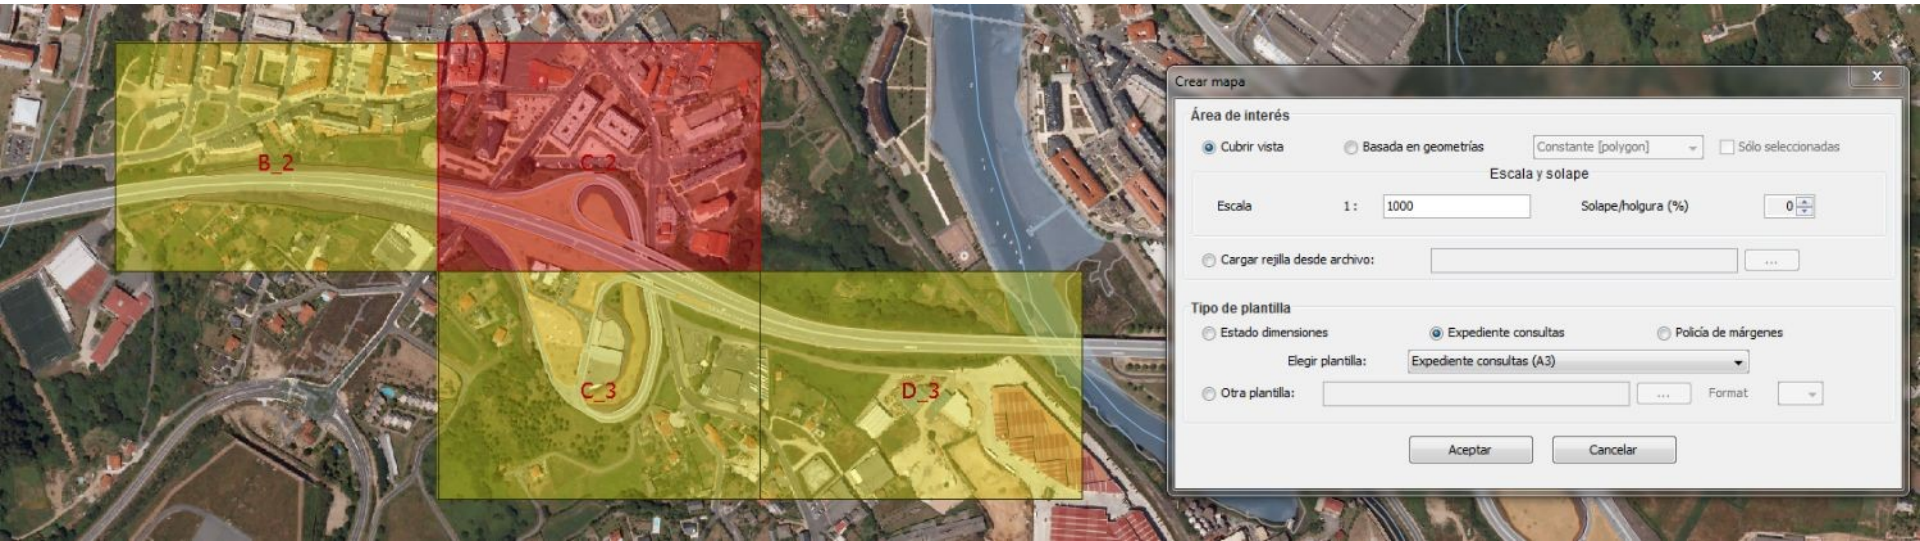 B_2
C_2
C_3
D_3
Crear mapa
x
Área de interés
Cubrir vista
Basada en geometrías
Constante [polygon]
Sólo seleccionadas
Escala y solape
Escala
1 :
1000
Solape/holgura (%)
0
Cargar rejilla desde archivo:
...
Tipo de plantilla
Estado dimensiones
Expediente consultas
Policía de márgenes
Elegir plantilla:
Expediente consultas (A3)
Otra plantilla:
...
Format
Aceptar
Cancelar